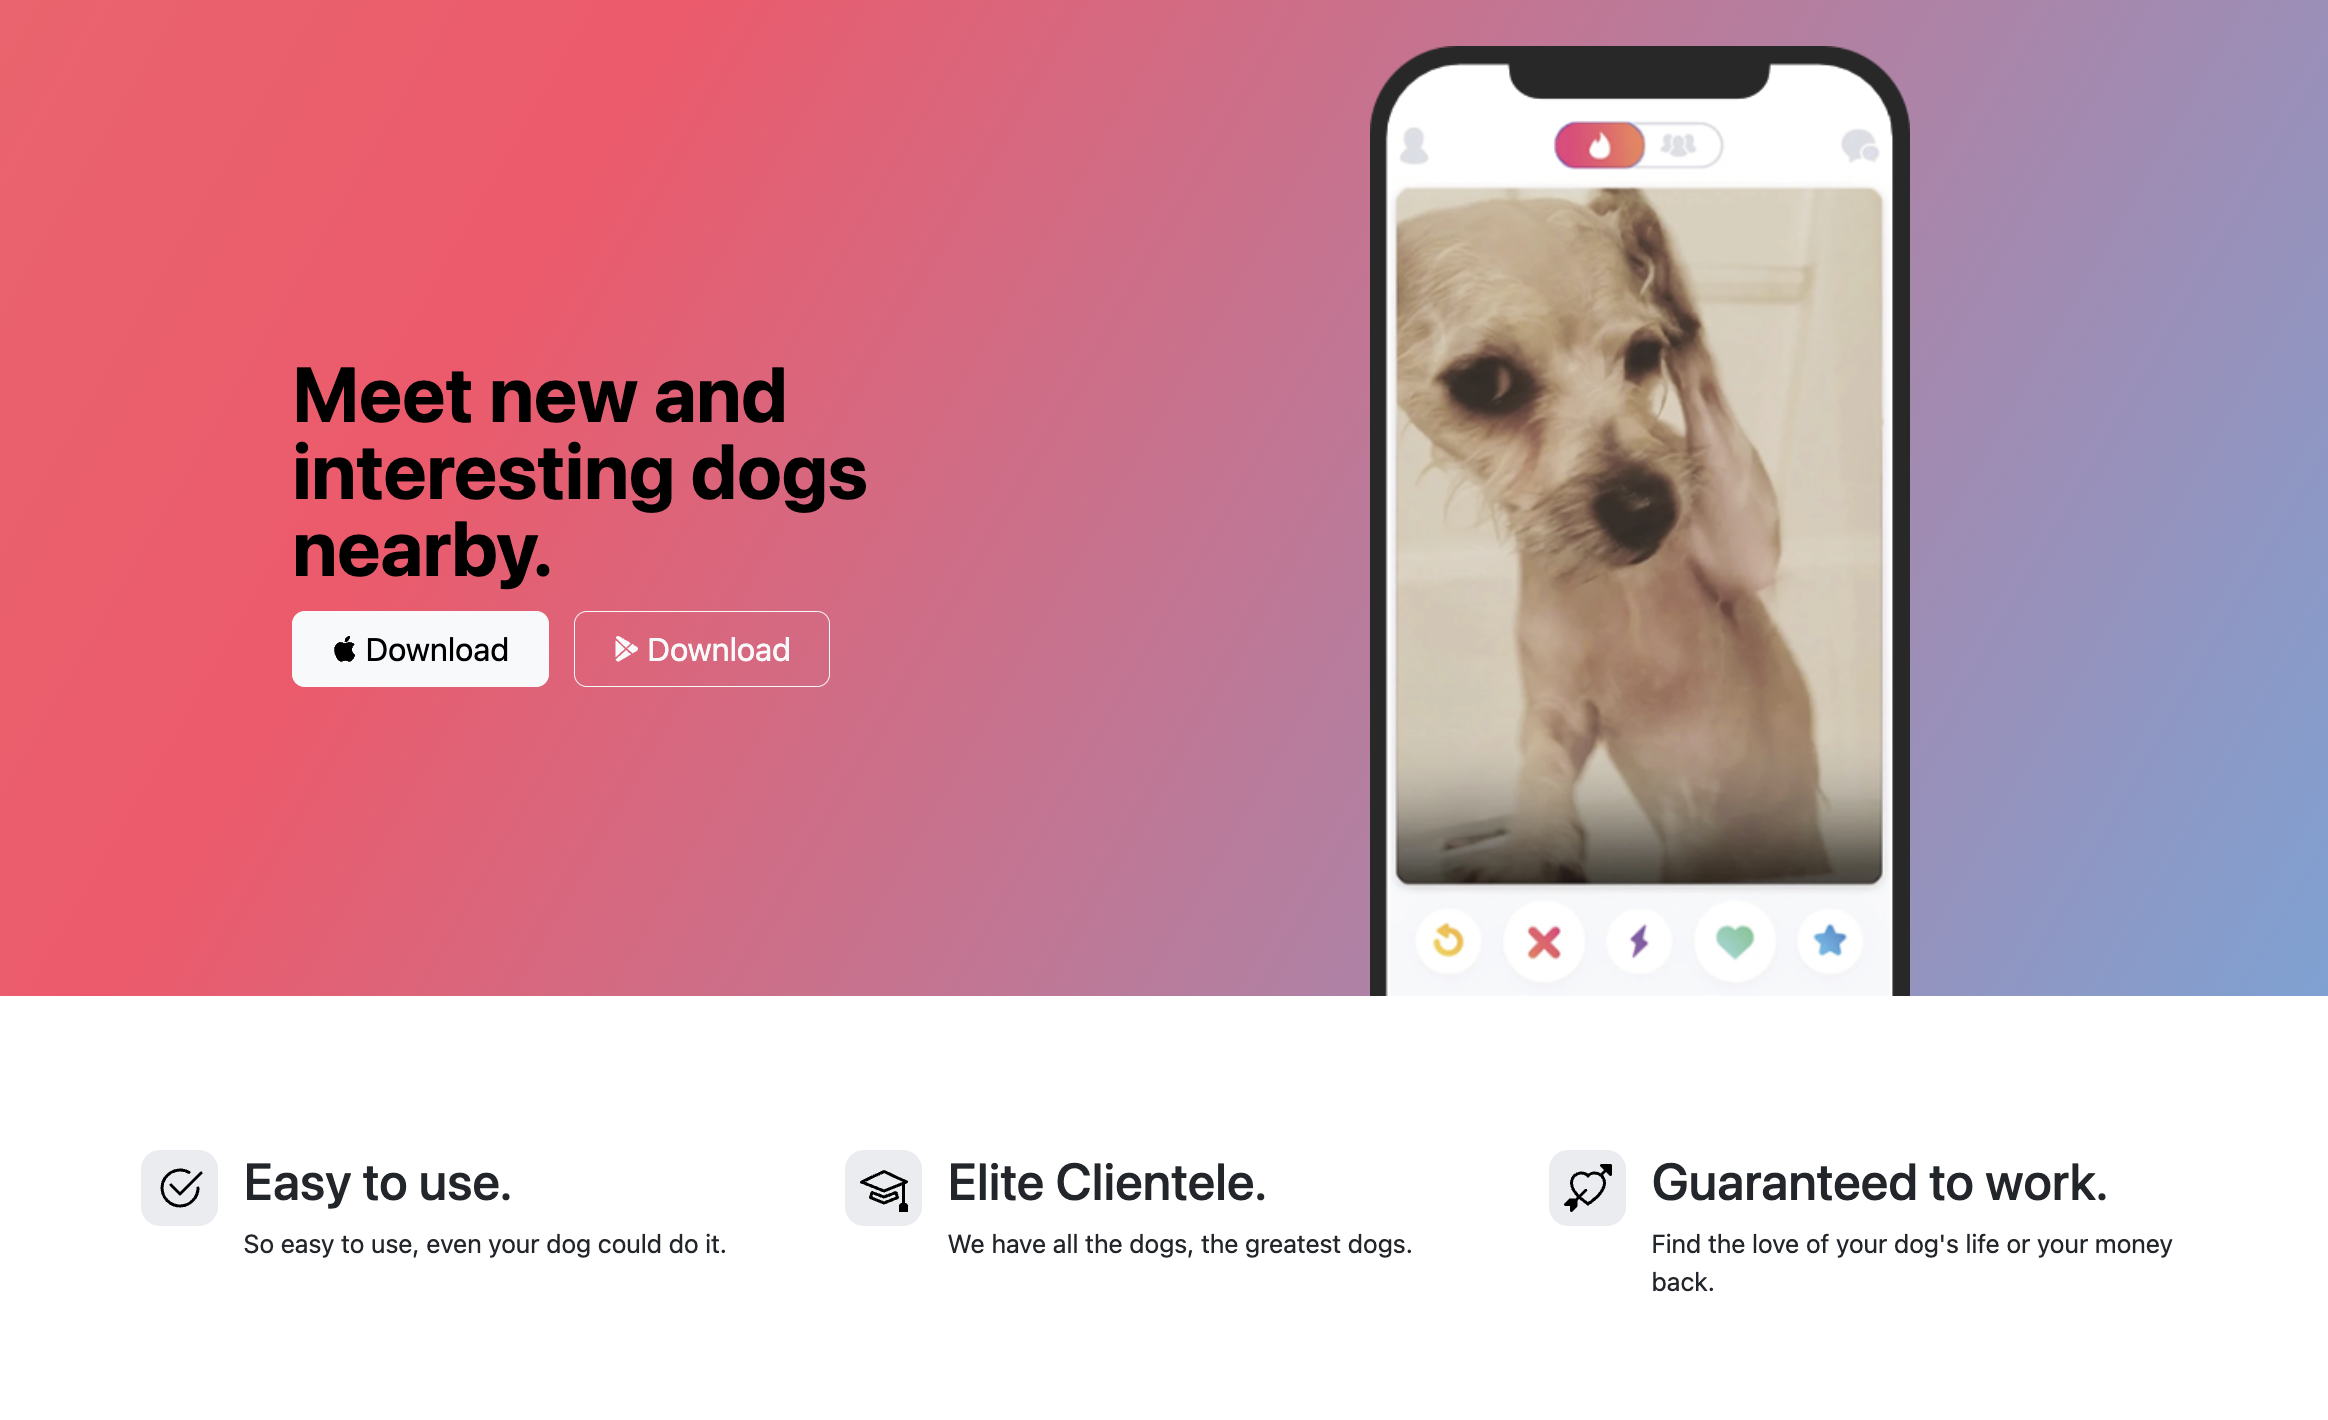 Meet new and
interesting dogs
nearby.
Download
Download
Easy to use.
So easy to use, even your dog could do it.
Elite Clientele.
We have all the dogs, the greatest dogs.
Guaranteed to work.
Find the love of your dog's life or your money
back.